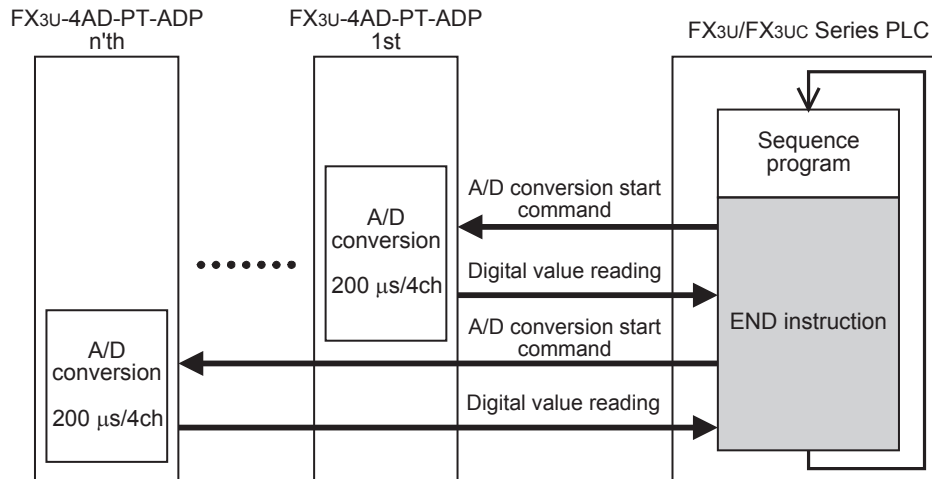 FX3U-4AD-PT-ADP
n'th
FX3U-4AD-PT-ADP
1st
FX3U/FX3UC Series PLC
Sequence
program
A/D conversion start
command
A/D
conversion
200 μs/4ch
Digital value reading
END instruction
A/D conversion start
command
A/D
conversion
200 μs/4ch
Digital value reading